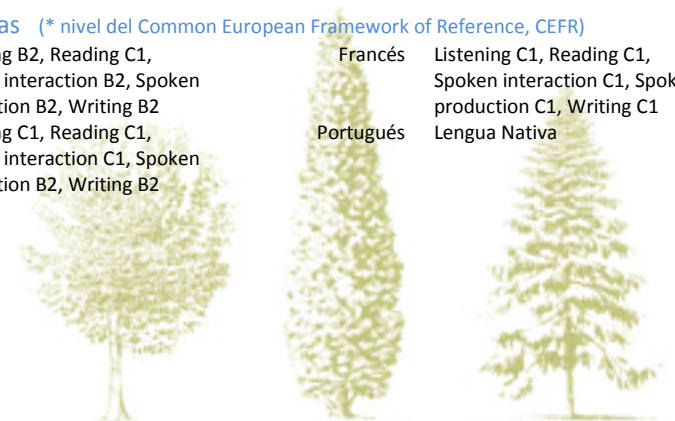 as (* nivel del Common European Framework of Reference, CEFR)
g B2, Reading C1,
interaction B2, Spoken
tion B2, Writing B2
g C1, Reading C1,
interaction C1, Spoken
tion B2, Writing B2
Francés Listening C1, Reading C1,
Spoken interaction C1, Spok
production C1, Writing C1
Portugués Lengua Nativa